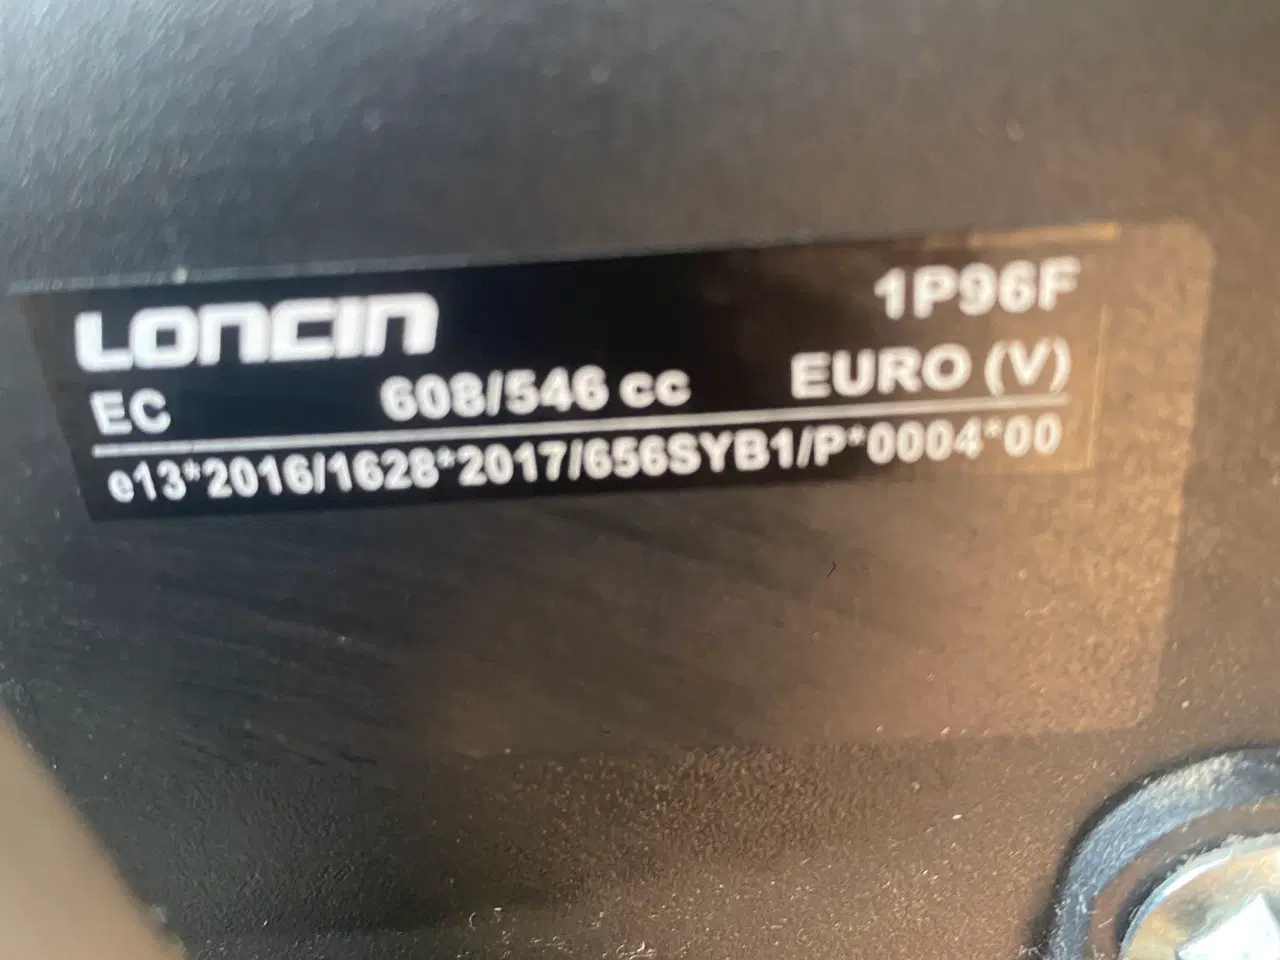 LONCIN 1P96F
EC 608/546 cc EURO (V)
e13*2016/1628*2017/656SYB1/P*0004*00